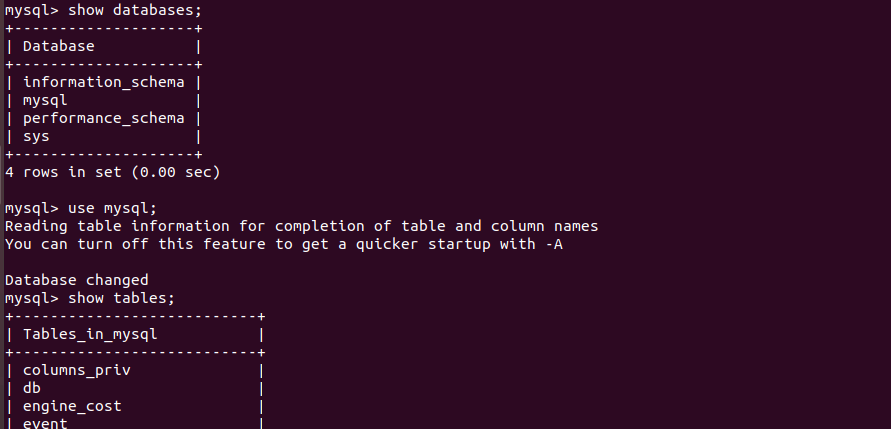 mysql> show databases;
+--------------------+
| Database           |
+--------------------+
| information_schema |
| mysql              |
| performance_schema |
| sys                |
+--------------------+
4 rows in set (0.00 sec)

mysql> use mysql;
Reading table information for completion of table and column names
You can turn off this feature to get a quicker startup with -A

Database changed
mysql> show tables;
+---------------------------+
| Tables_in_mysql           |
+---------------------------+
| columns_priv              |
| db                        |
| engine_cost               |
| event                     |